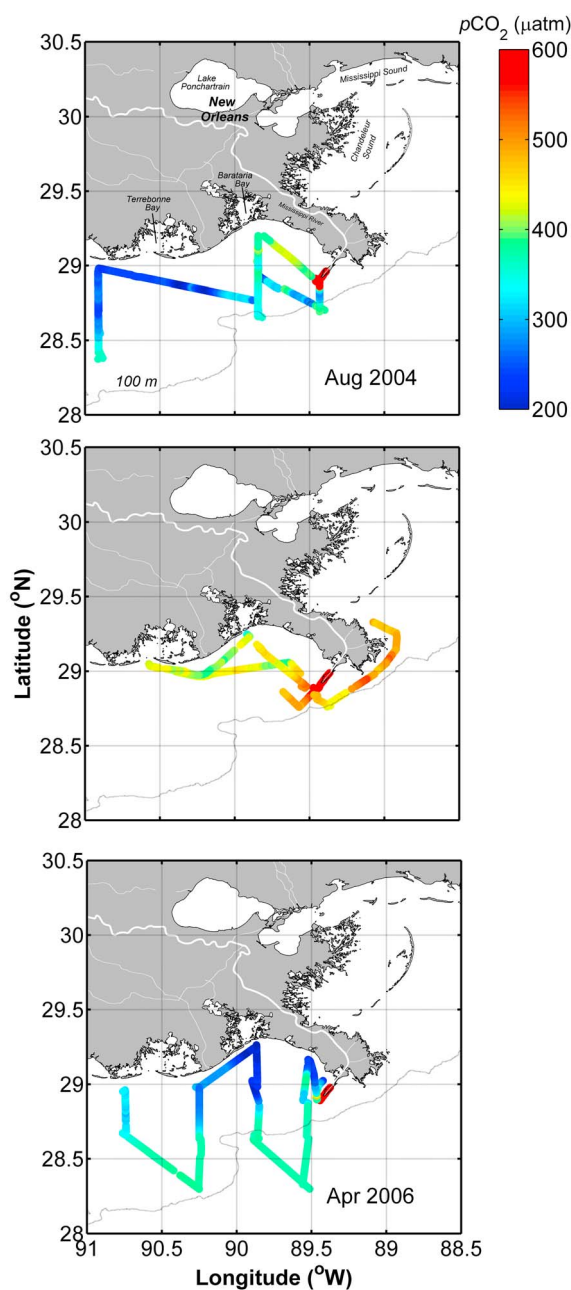 pCO2 (µatm)
30.5
600
Mississippi Sound
Lake
Ponchartrain
30
New
Orleans
Chandeleur
Sound
500
29.5
Barataria
Bay
Terrebonne
Bay
Mississippi River
400
29
300
28.5
100 m
Aug 2004
28
200
30.5
30
29.5
Latitude (oN)
29
28.5
28
30.5
30
29.5
29
28.5
Apr 2006
28
91 90.5 90 89.5 89 88.5
Longitude (oW)